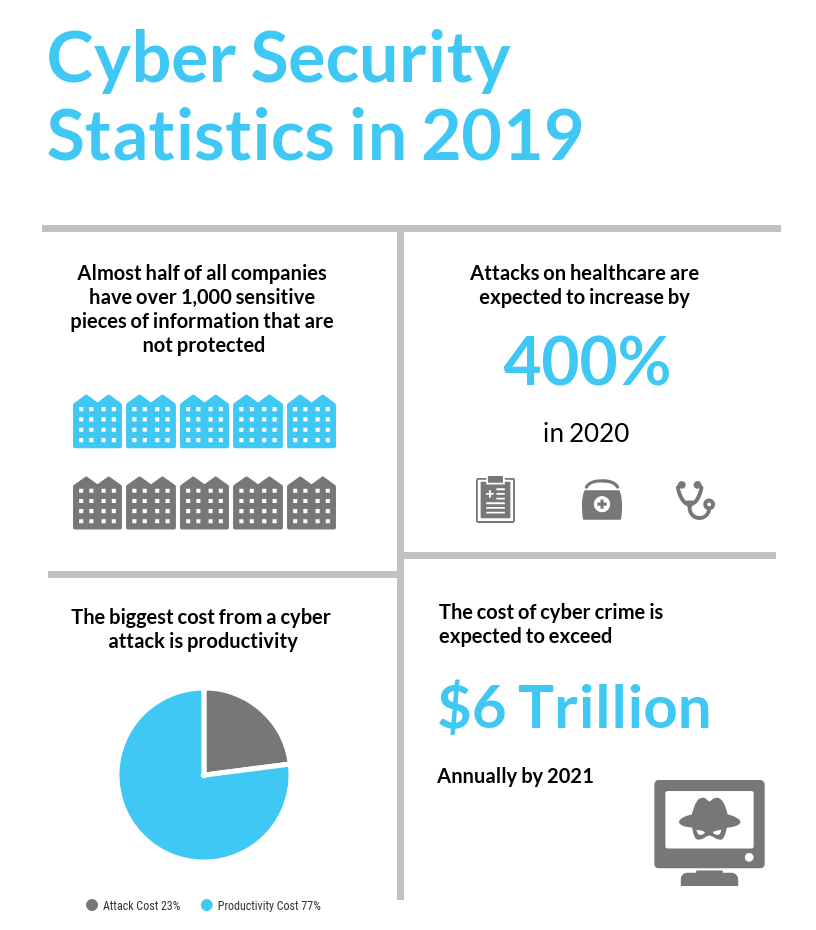 Cyber Security
Statistics in 2019
Almost half of all companies
have over 1,000 sensitive
pieces of information that are
not protected
Attacks on healthcare are
expected to increase by
400%
in 2020
The biggest cost from a cyber
attack is productivity
Attack Cost 23%
Productivity Cost 77%
The cost of cyber crime is
expected to exceed
$6 Trillion
Annually by 2021